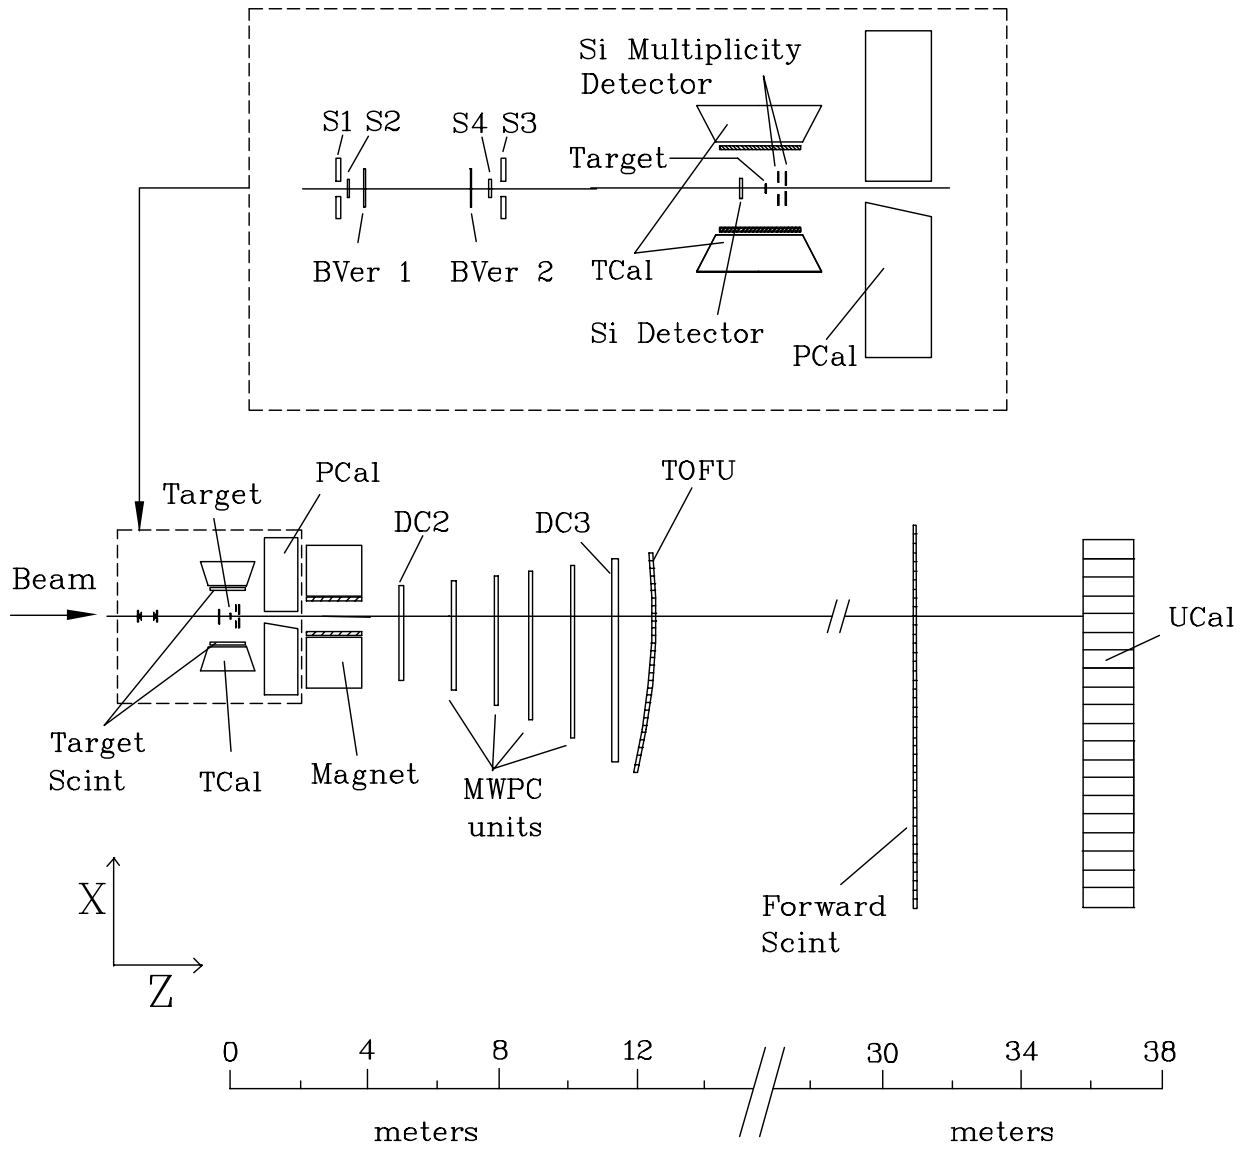 Si Multiplicity
Detector
S1 S2
S4 S3
Target
BVer 1
BVer 2
TCal
Si Detector
PCal
PCal
TOFU
Target
DC2
DC3
Beam
UCal
Target
Scint
TCal
Magnet
MWPC
units
Forward
Scint
X
Z
0 4 8 12 30 34 38
meters meters